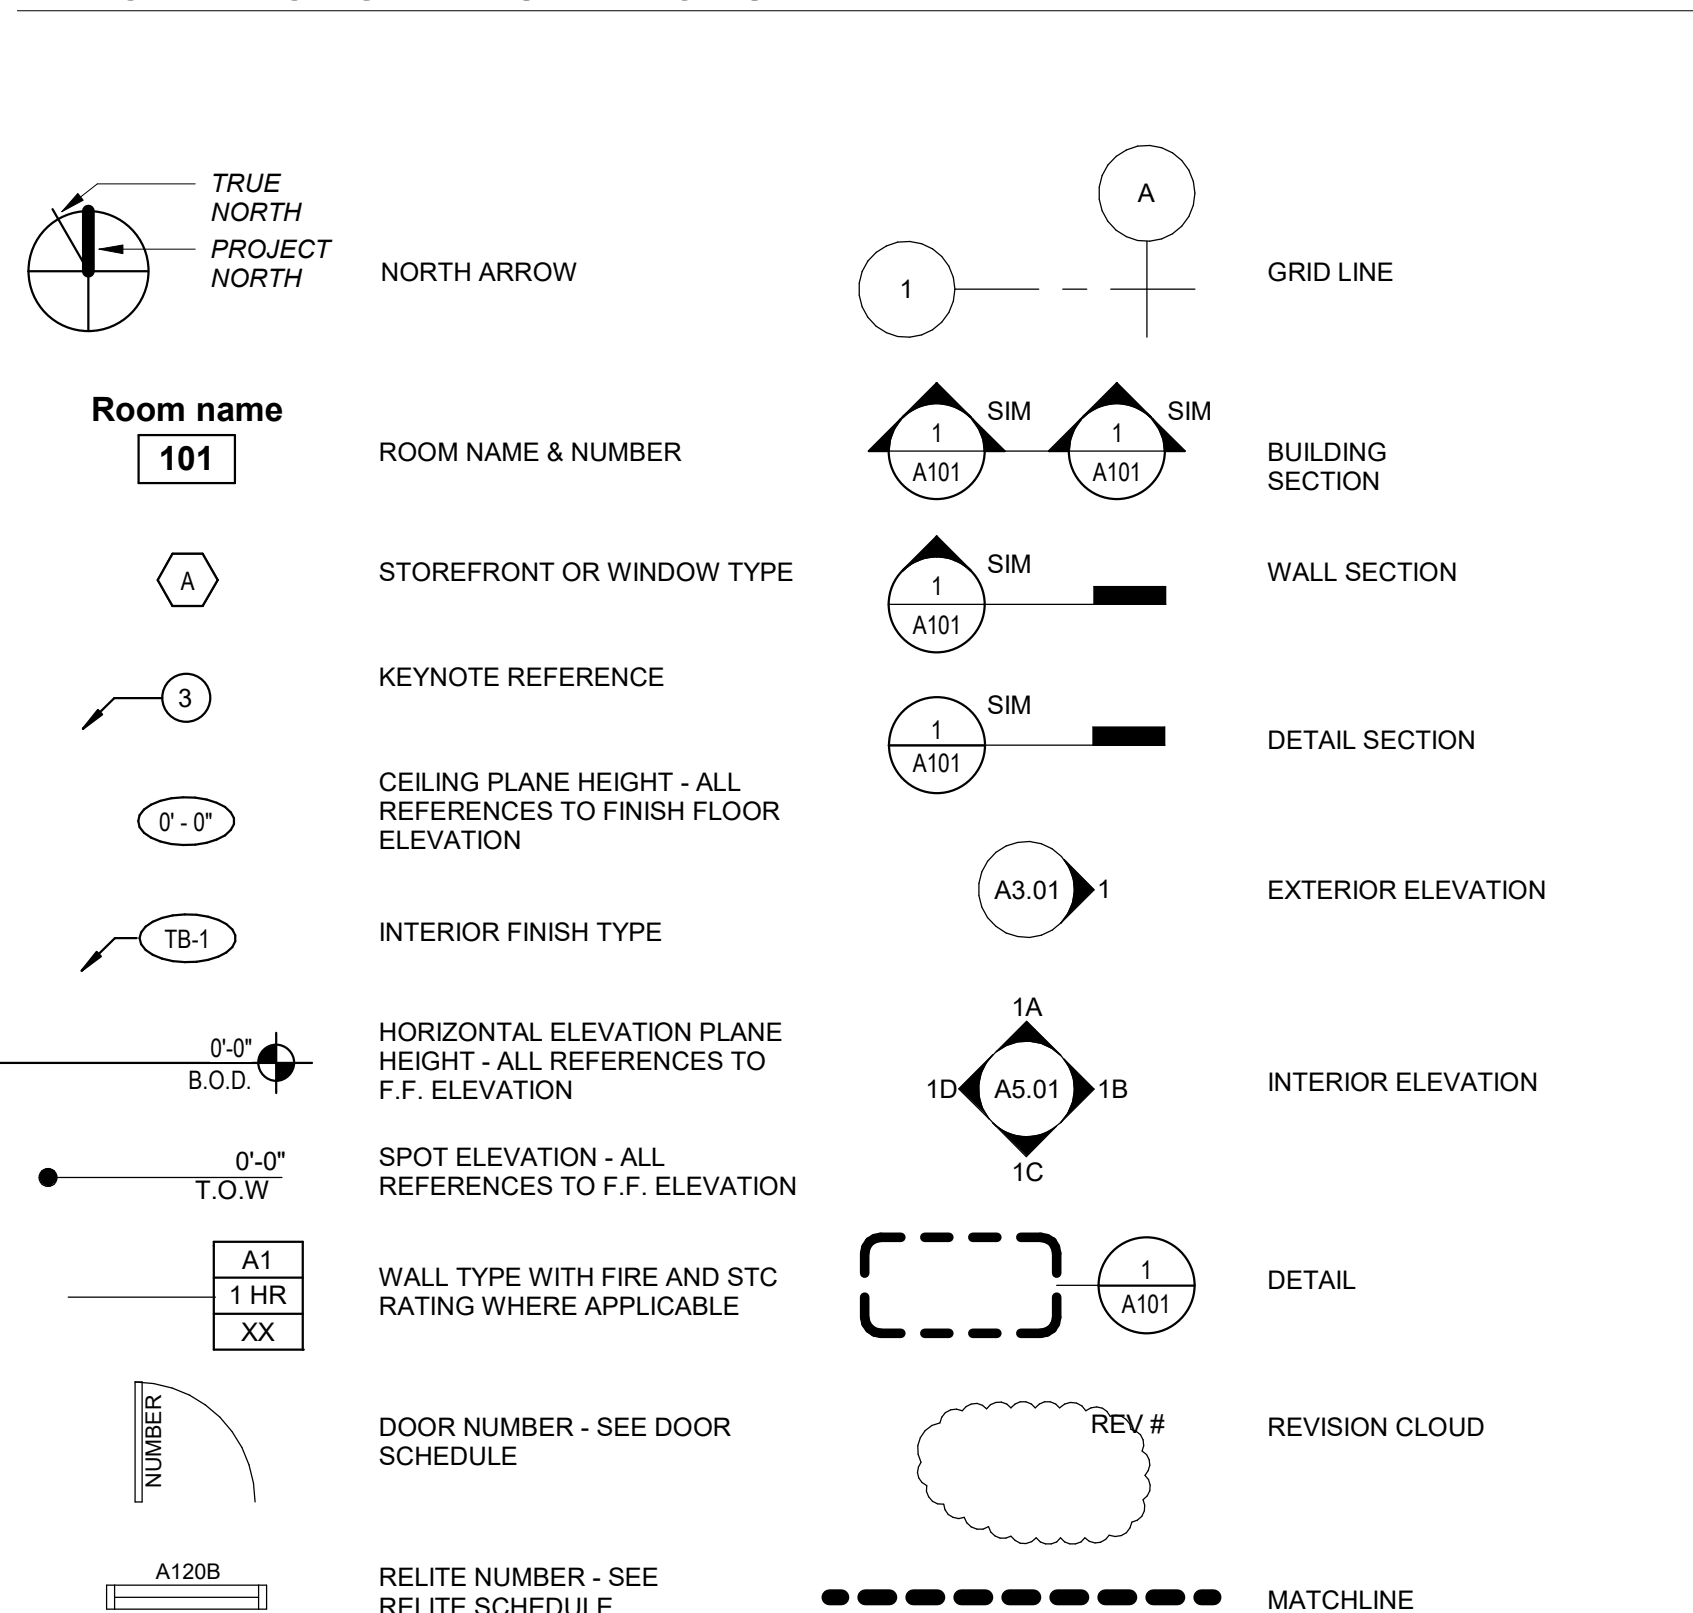 TRUE
NORTH
PROJECT
NORTH
NORTH ARROW
A
1
GRID LINE
Room name
101
ROOM NAME & NUMBER
SIM
1
A101
SIM
1
A101
BUILDING
SECTION
A
STOREFRONT OR WINDOW TYPE
SIM
1
A101
WALL SECTION
3
KEYNOTE REFERENCE
SIM
1
A101
DETAIL SECTION
0' - 0"
CEILING PLANE HEIGHT - ALL
REFERENCES TO FINISH FLOOR
ELEVATION
A3.01
1
EXTERIOR ELEVATION
TB-1
INTERIOR FINISH TYPE
0'-0"
B.O.D.
HORIZONTAL ELEVATION PLANE
HEIGHT - ALL REFERENCES TO
F.F. ELEVATION
1A
1D
A5.01
1B
1C
INTERIOR ELEVATION
0'-0"
T.O.W
SPOT ELEVATION - ALL
REFERENCES TO F.F. ELEVATION
A1
1 HR
XX
WALL TYPE WITH FIRE AND STC
RATING WHERE APPLICABLE
1
A101
DETAIL
NUMBER
DOOR NUMBER - SEE DOOR
SCHEDULE
REV #
REVISION CLOUD
A120B
RELITE NUMBER - SEE
RELITE SCHEDULE
MATCHLINE